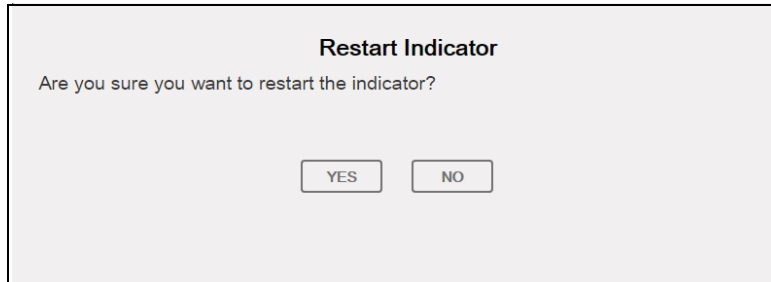 Restart Indicator
Are you sure you want to restart the indicator?
YES NO